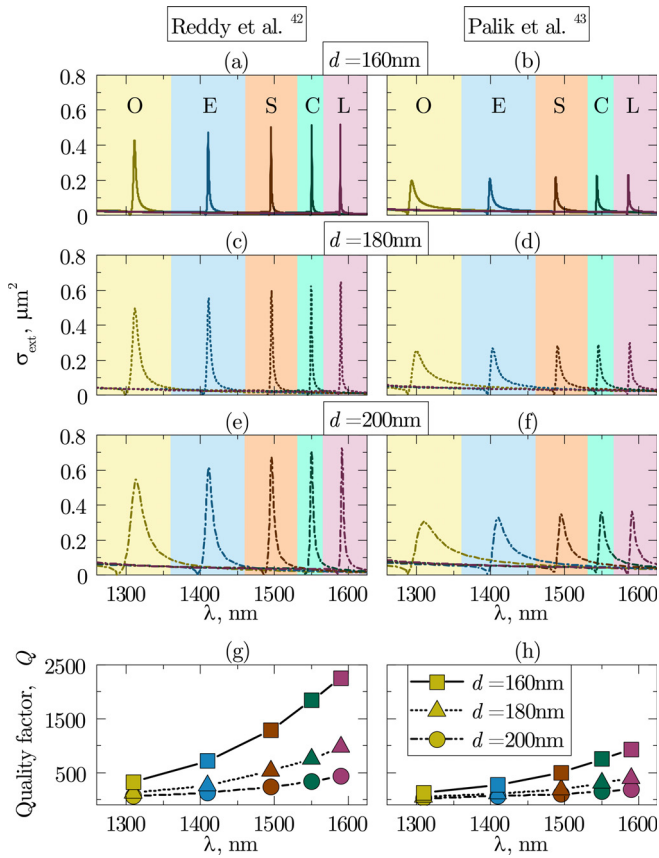 Reddy et al. 42
Palik et al. 43
(a)
d = 160nm
(b)
0.8
0.6
0.4
0.2
0
O E S C L
O E S C L
(c)
d = 180nm
(d)
0.8
0.6
0.4
0.2
0
σext, μm2
(e)
d = 200nm
(f)
0.8
0.6
0.4
0.2
0
1300 1400 1500 1600
1300 1400 1500 1600
λ, nm
λ, nm
(g)
(h)
Quality factor, Q
2500
1500
500
d = 160nm
d = 180nm
d = 200nm
1300 1400 1500 1600
1300 1400 1500 1600
λ, nm
λ, nm